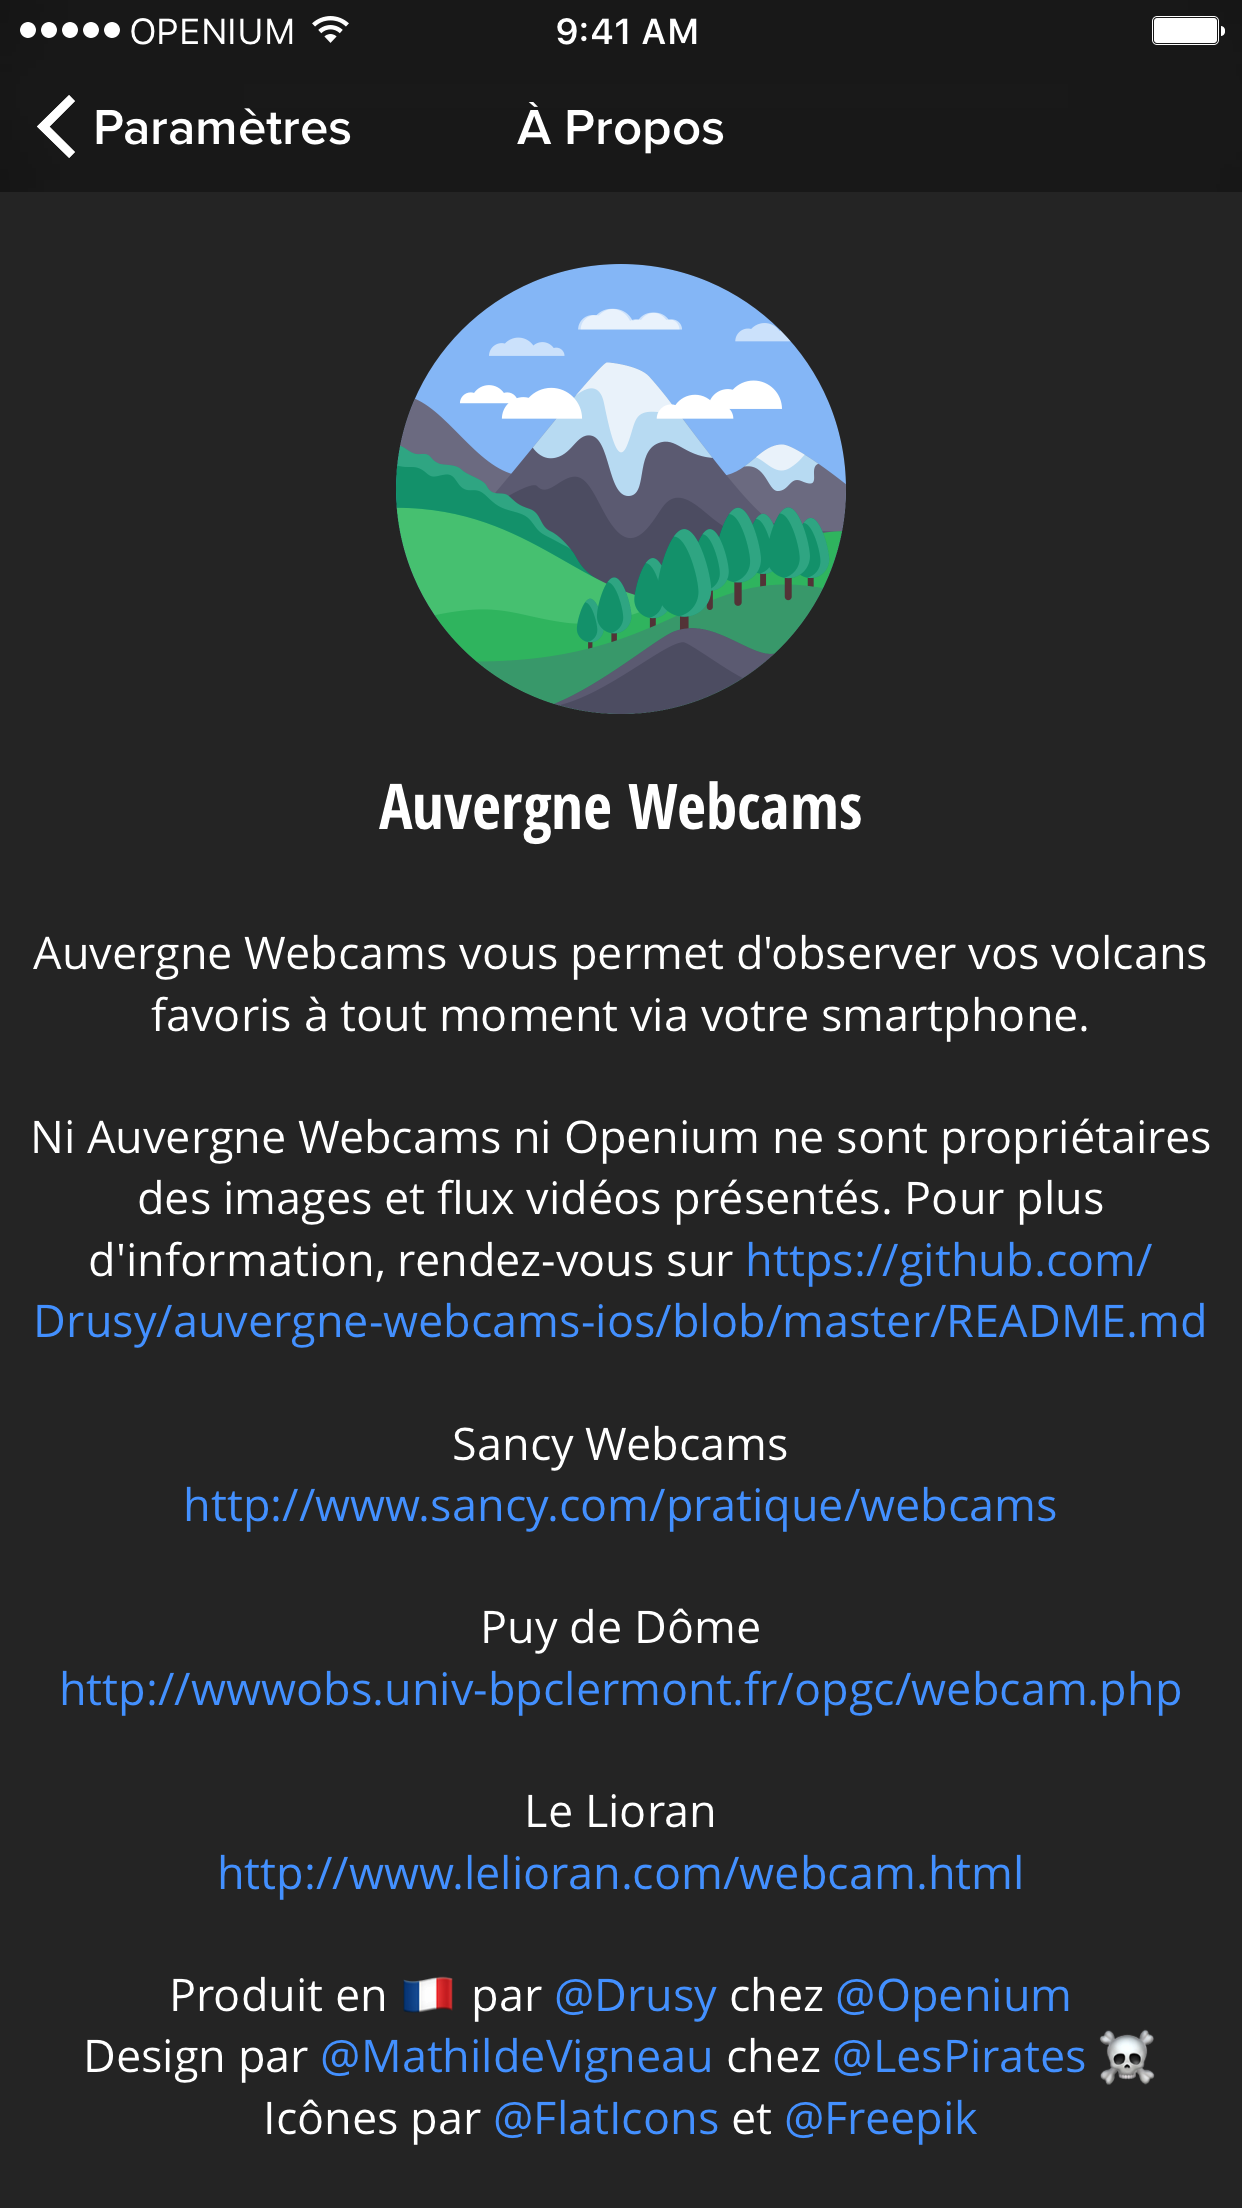 OPENIUM 9:41 AM
Paramètres À Propos
Auvergne Webcams
Auvergne Webcams vous permet d'observer vos volcans
favoris à tout moment via votre smartphone.
Ni Auvergne Webcams ni Openium ne sont propriétaires
des images et flux vidéos présentés. Pour plus
d'information, rendez-vous sur https://github.com/
Drusy/auvergne-webcams-ios/blob/master/README.md
Sancy Webcams
http://www.sancy.com/pratique/webcams
Puy de Dôme
http://wwwobs.univ-bpclermont.fr/opgc/webcam.php
Le Lioran
http://www.lelioran.com/webcam.html
Produit en 🇫🇷 par @Drusy chez @Openium
Design par @MathildeVigneau chez @LesPirates ☠️
Icônes par @FlatIcons et @Freepik